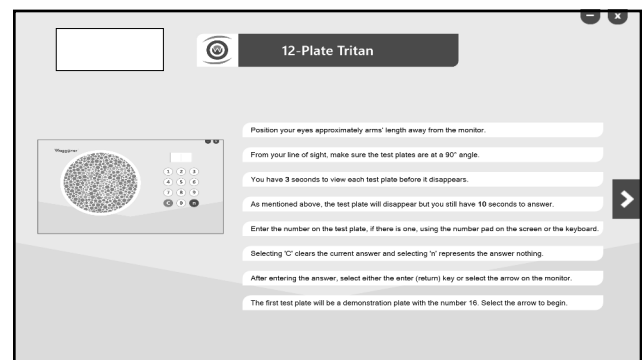 12-Plate Tritan
Position your eyes approximately arms' length away from the monitor.
From your line of sight, make sure the test plates are at a 90° angle.
You have 3 seconds to view each test plate before it disappears.
As mentioned above, the test plate will disappear but you still have 10 seconds to answer.
Enter the number on the test plate, if there is one, using the number pad on the screen or the keyboard.
Selecting 'C' clears the current answer and selecting 'n' represents the answer nothing.
After entering the answer, select either the enter (return) key or select the arrow on the monitor.
The first test plate will be a demonstration plate with the number 16. Select the arrow to begin.
1 2 3
4 5 6
7 8 9
C 0 n